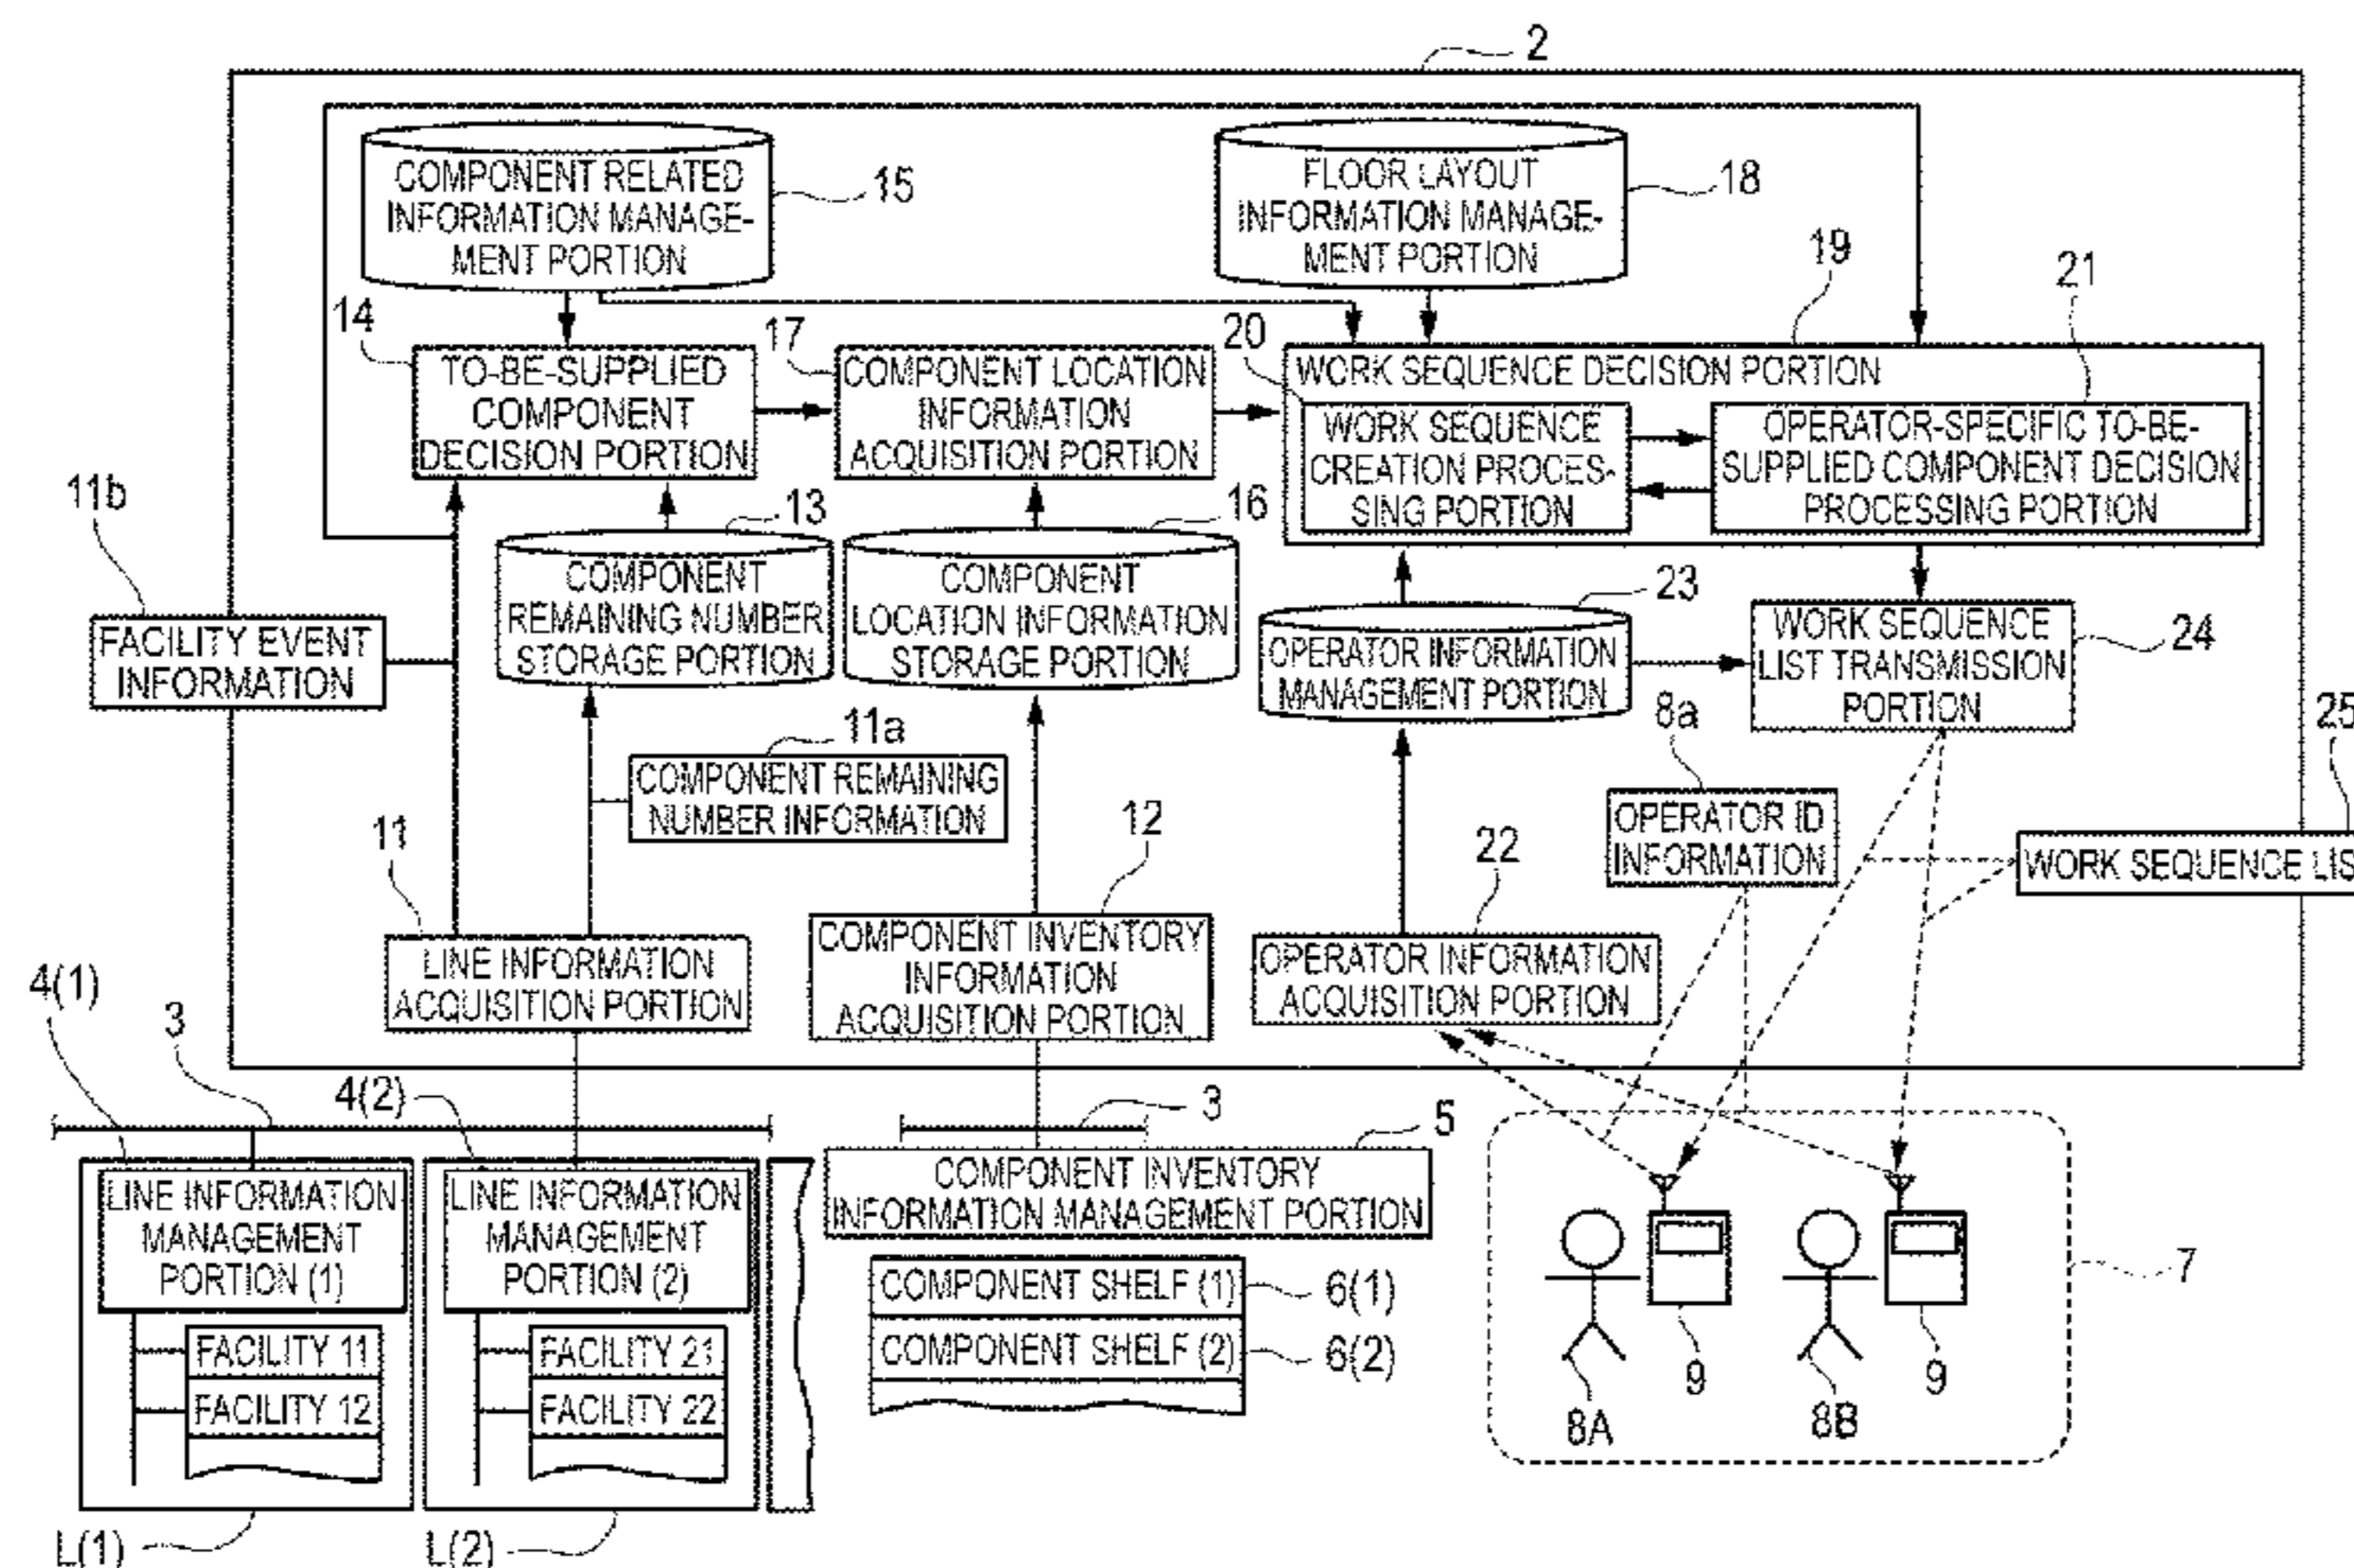 2
COMPONENT RELATED
INFORMATION MANAGE-
MENT PORTION
15
FLOOR LAYOUT
INFORMATION MANAGE-
MENT PORTION
18
19
21
14
17
20
TO-BE-SUPPLIED
COMPONENT
DECISION PORTION
COMPONENT LOCATION
INFORMATION
ACQUISITION PORTION
WORK SEQUENCE DECISION PORTION
WORK SEQUENCE
CREATION PROCES-
SING PORTION
OPERATOR-SPECIFIC TO-BE-
SUPPLIED COMPONENT DECISION
PROCESSING PORTION
11b
13
16
FACILITY EVENT
INFORMATION
COMPONENT
REMAINING NUMBER
STORAGE PORTION
COMPONENT
LOCATION INFORMATION
STORAGE PORTION
23
OPERATOR INFORMATION
MANAGEMENT PORTION
WORK SEQUENCE
LIST TRANSMISSION
PORTION
24
11a
COMPONENT REMAINING
NUMBER INFORMATION
8a
OPERATOR ID
INFORMATION
25
WORK SEQUENCE LIS
11
12
22
LINE INFORMATION
ACQUISITION PORTION
COMPONENT INVENTORY
INFORMATION
ACQUISITION PORTION
OPERATOR INFORMATION
ACQUISITION PORTION
4(1)
3
4(2)
3
5
LINE INFORMATION
MANAGEMENT
PORTION (1)
LINE INFORMATION
MANAGEMENT
PORTION (2)
COMPONENT INVENTORY
INFORMATION MANAGEMENT PORTION
FACILITY 11
FACILITY 12
FACILITY 21
FACILITY 22
COMPONENT SHELF (1)
6(1)
COMPONENT SHELF (2)
6(2)
7
8A
9
8B
9
L(1)
L(2)